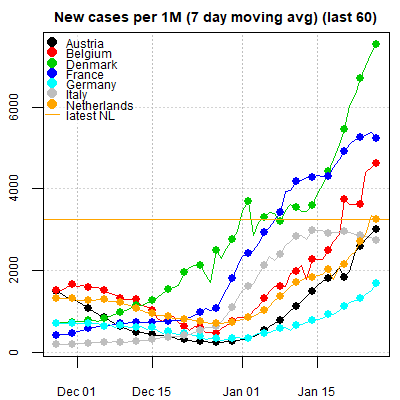 New cases per 1M (7 day moving avg) (last 60)
Austria
Belgium
Denmark
France
Germany
Italy
Netherlands
latest NL
6000
4000
2000
0
Dec 01 Dec 15 Jan 01 Jan 15